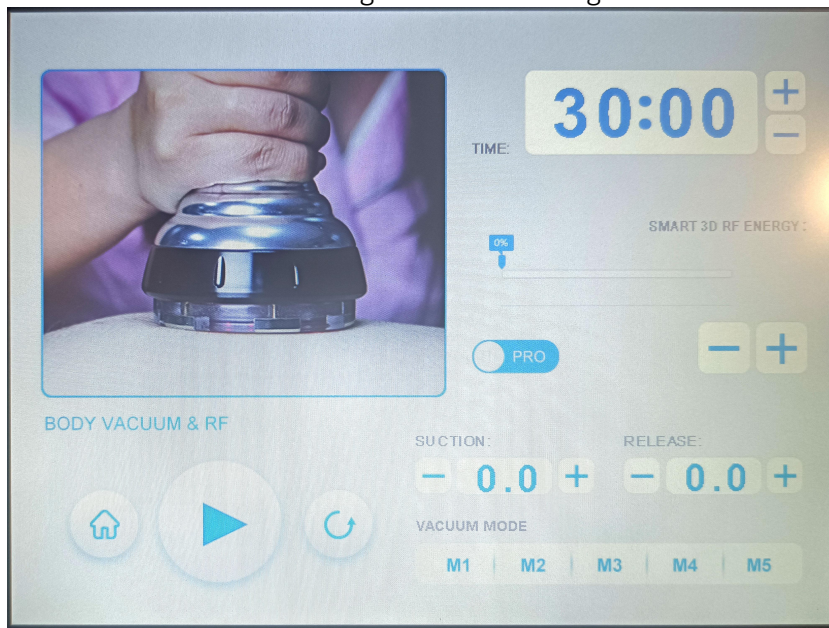 30:00
TIME:
SMART 3D RF ENERGY:
0%
PRO
BODY VACUUM & RF
SUCTION:
RELEASE:
− 0.0 +
− 0.0 +
VACUUM MODE
M1 | M2 | M3 | M4 | M5